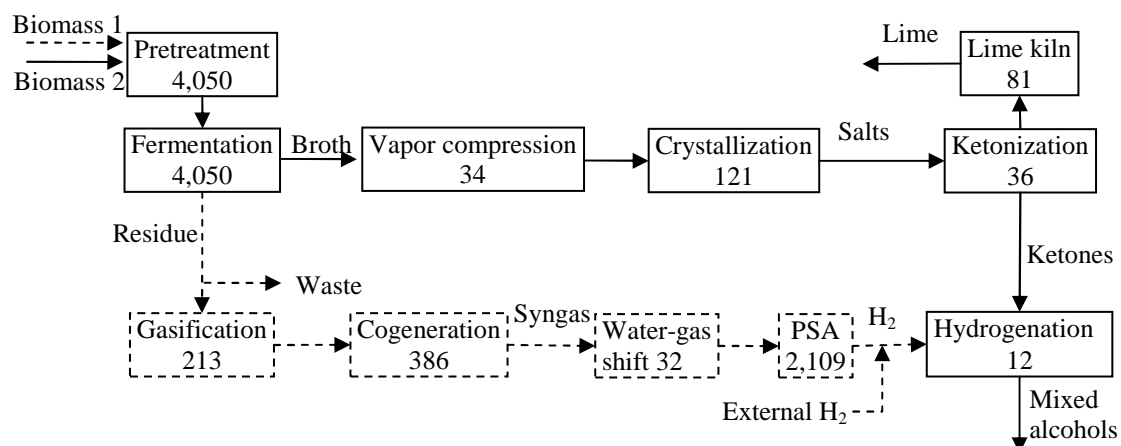 Biomass 1
Biomass 2
Pretreatment
4,050
Lime
Lime kiln
81
Fermentation
4,050
Broth
Vapor compression
34
Crystallization
121
Salts
Ketonization
36
Residue
Waste
Ketones
Gasification
213
Cogeneration
386
Syngas
Water-gas
shift 32
PSA
2,109
H₂
External H₂
Hydrogenation
12
Mixed
alcohols